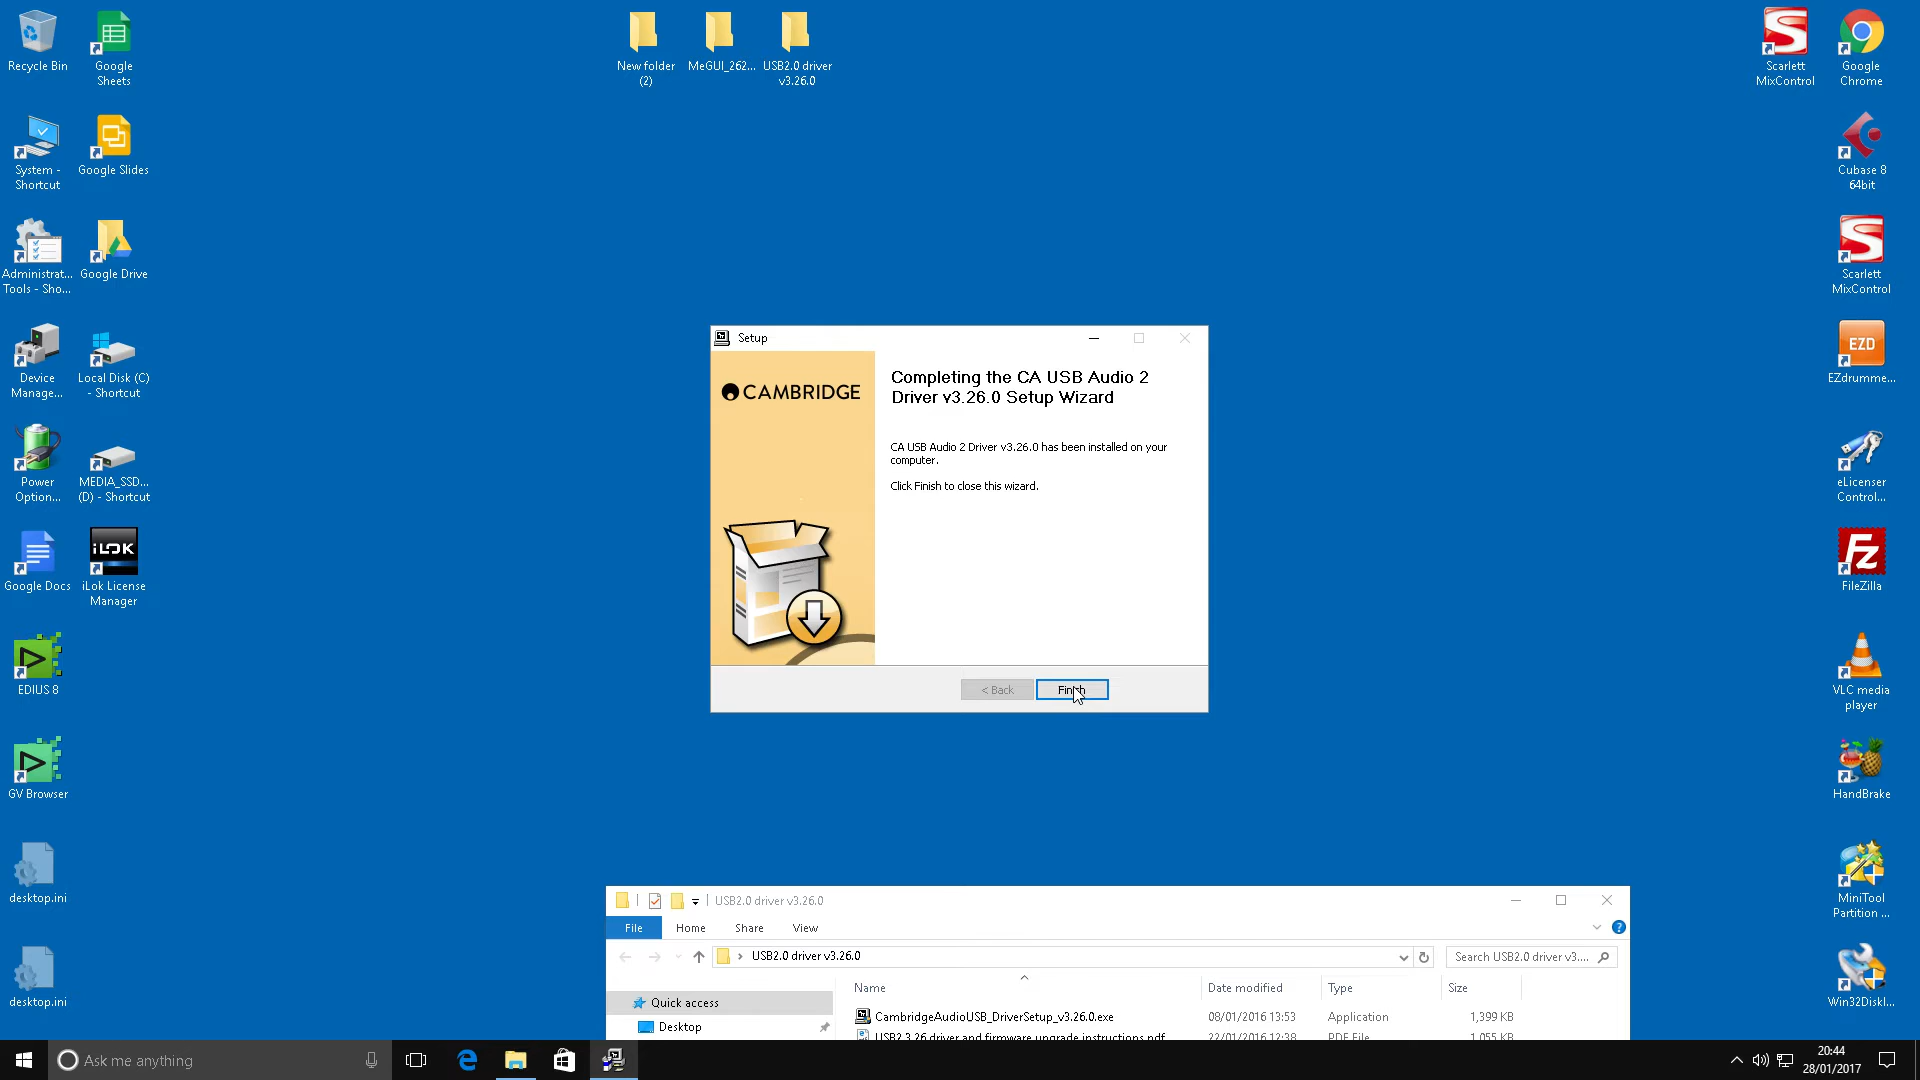 Recycle Bin
Google
Sheets
New folder
(2)
MeGUI_262...
USB2.0 driver
v3.26.0
Scarlett
MixControl
Google
Chrome
System -
Shortcut
Google Slides
Cubase 8
64bit
Administrat...
Tools - Sho...
Google Drive
Scarlett
MixControl
Device
Manage...
Local Disk (C)
- Shortcut
EZD
EZdrumme...
Power
Option...
MEDIA_SSD...
(D) - Shortcut
eLicenser
Control...
Google Docs
iLOK
iLok License
Manager
Fz
FileZilla
EDIUS 8
VLC media
player
GV Browser
HandBrake
desktop.ini
MiniTool
Partition ...
desktop.ini
Win32DiskI...
Setup
CAMBRIDGE
Completing the CA USB Audio 2
Driver v3.26.0 Setup Wizard
CA USB Audio 2 Driver v3.26.0 has been installed on your
computer.
Click Finish to close this wizard.
< Back
Finish
USB2.0 driver v3.26.0
File
Home
Share
View
USB2.0 driver v3.26.0
Search USB2.0 driver v3....
Name
Date modified
Type
Size
Quick access
Desktop
CambridgeAudioUSB_DriverSetup_v3.26.0.exe
08/01/2016 13:53
Application
1,399 KB
USB2 3.26 driver and firmware upgrade instructions.pdf
22/01/2016 12:38
PDF File
1,055 KB
Ask me anything
20:44
28/01/2017